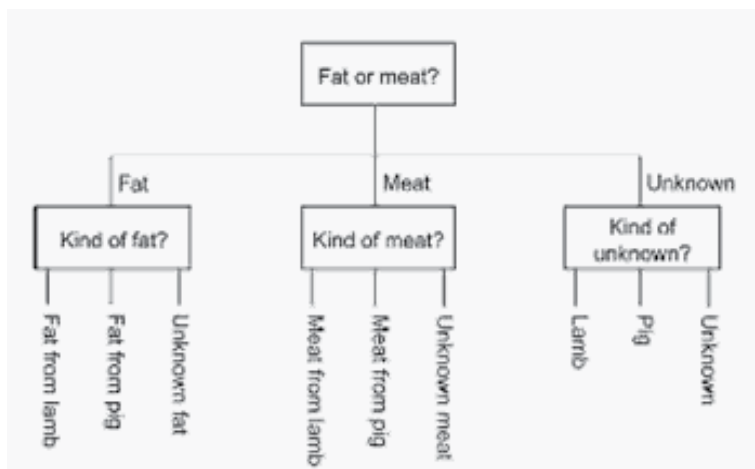 Fat or meat?
Fat
Meat
Unknown
Kind of fat?
Kind of meat?
Kind of
unknown?
Fat from lamb
Fat from pig
Unknown fat
Meat from lamb
Meat from pig
Unknown meat
Lamb
Pig
Unknown